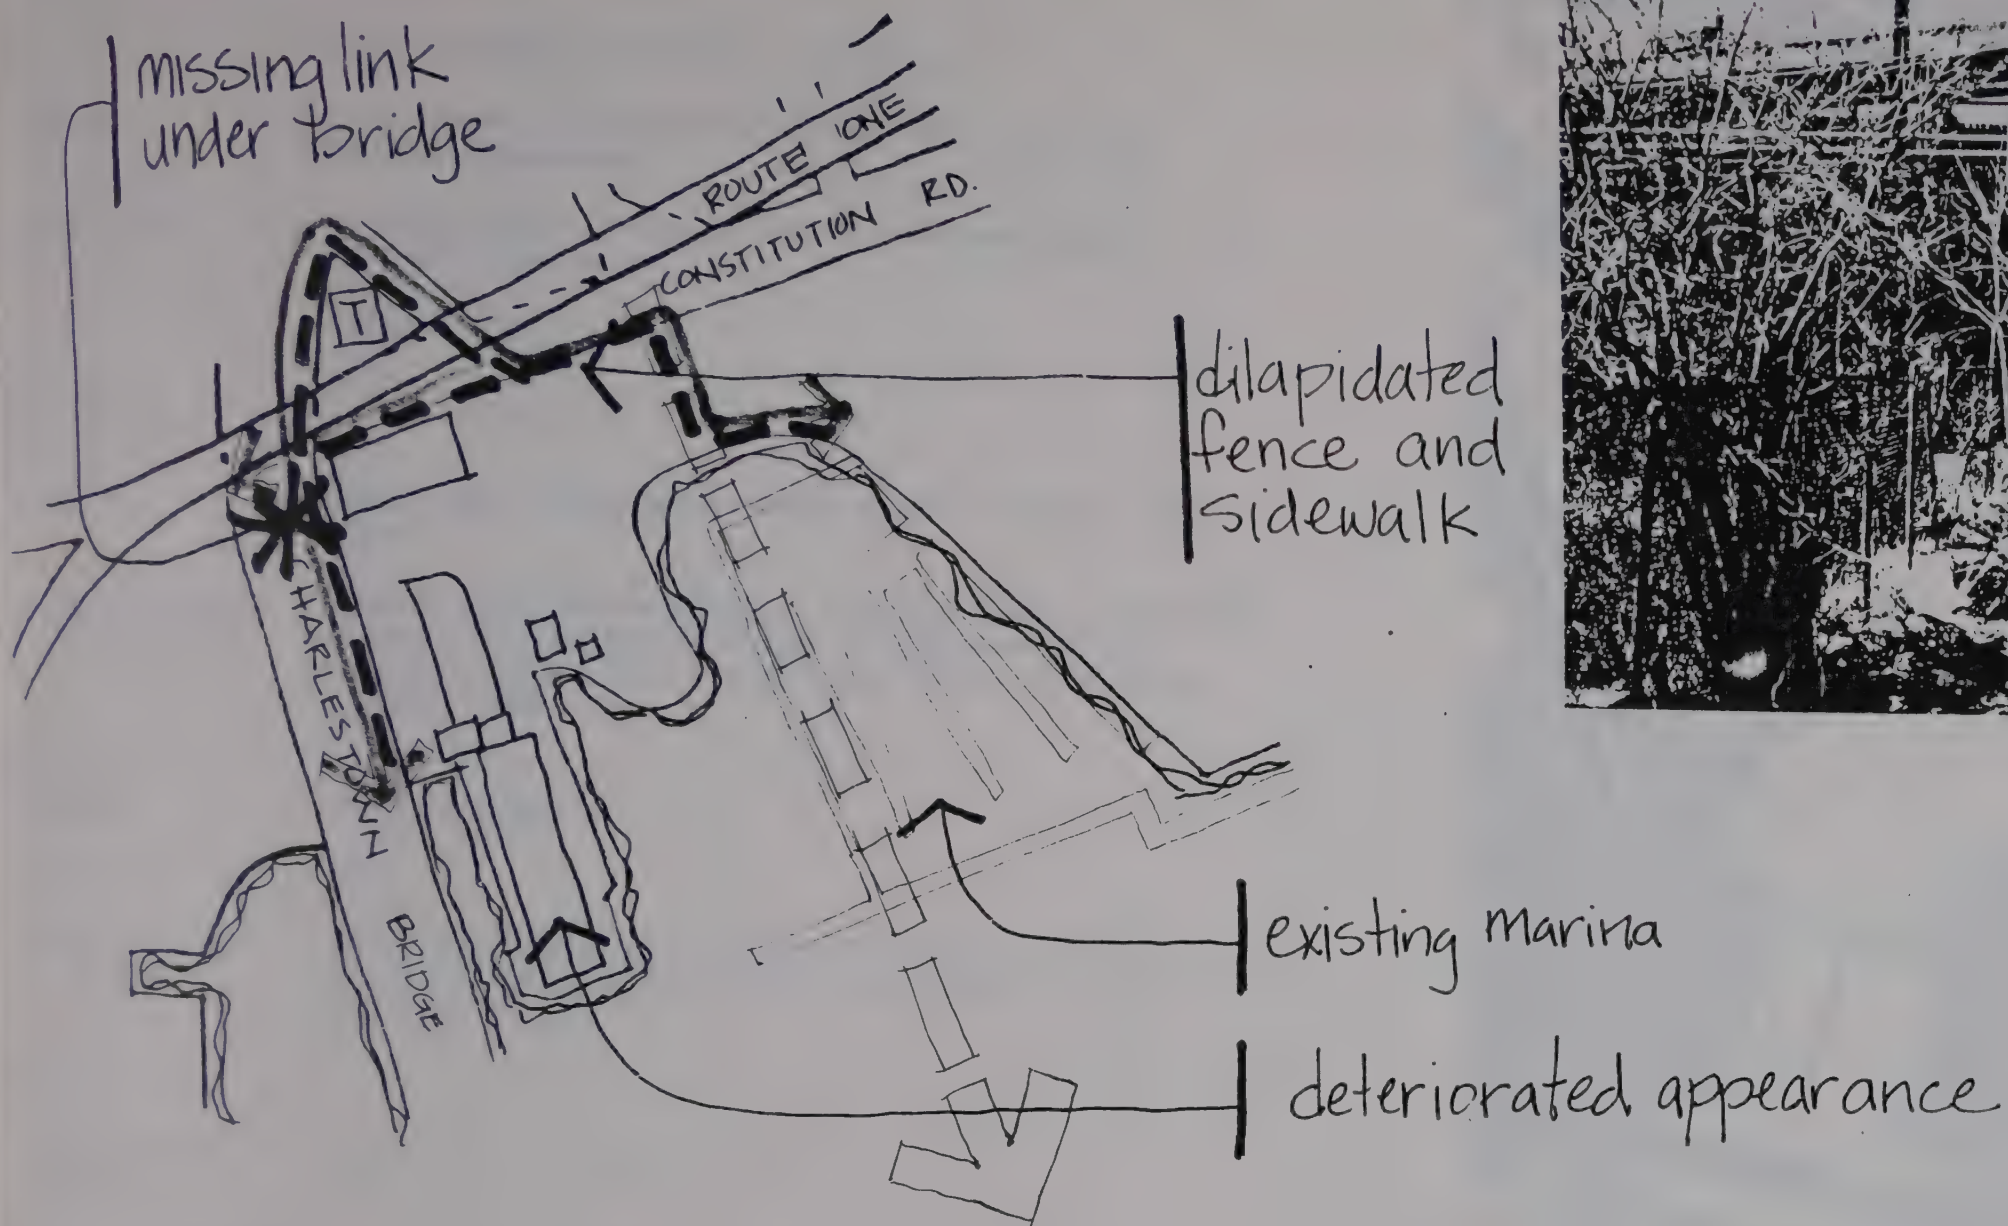 missing link
under bridge
ROUTE ONE
CONSTITUTION RD.
T
dilapidated
fence and
sidewalk
CHARLESTOWN
BRIDGE
existing marina
deteriorated appearance